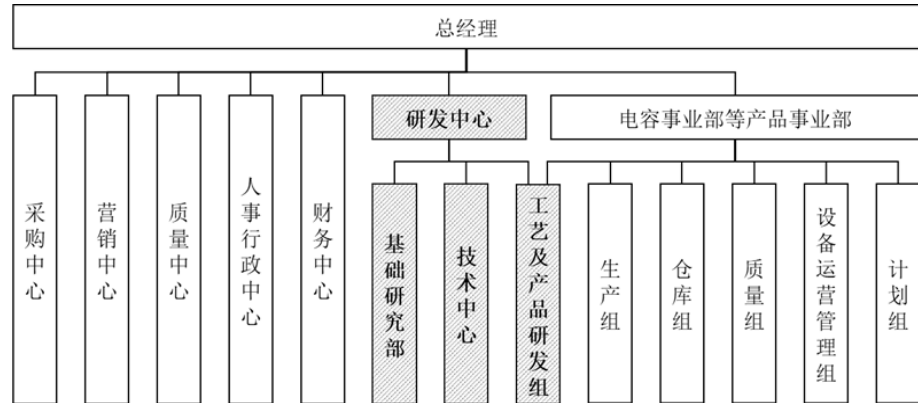 总经理
研发中心
电容事业部等产品事业部
采购中心
营销中心
质量中心
人事行政中心
财务中心
基础研究部
技术中心
工艺及产品研发组
生产组
仓库组
质量组
设备运营管理组
计划组